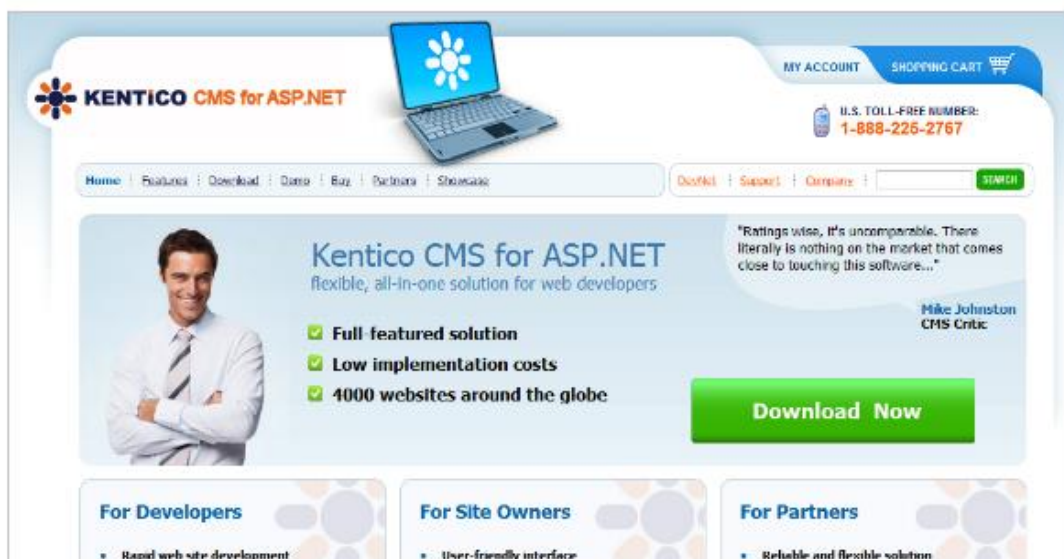 MY ACCOUNT
SHOPPING CART
KENTICO CMS for ASP.NET
U.S. TOLL-FREE NUMBER:
1-888-225-2767
Home Features Download Demo Buy Partners Showcase
DevNet Support Company SEARCH
Kentico CMS for ASP.NET
flexible, all-in-one solution for web developers
Full-featured solution
Low implementation costs
4000 websites around the globe
"Ratings wise, it's uncomparable. There
literally is nothing on the market that comes
close to touching this software..."
Mike Johnston
CMS Critic
Download Now
For Developers
Rapid web site development
For Site Owners
User-friendly interface
For Partners
Reliable and flexible solution